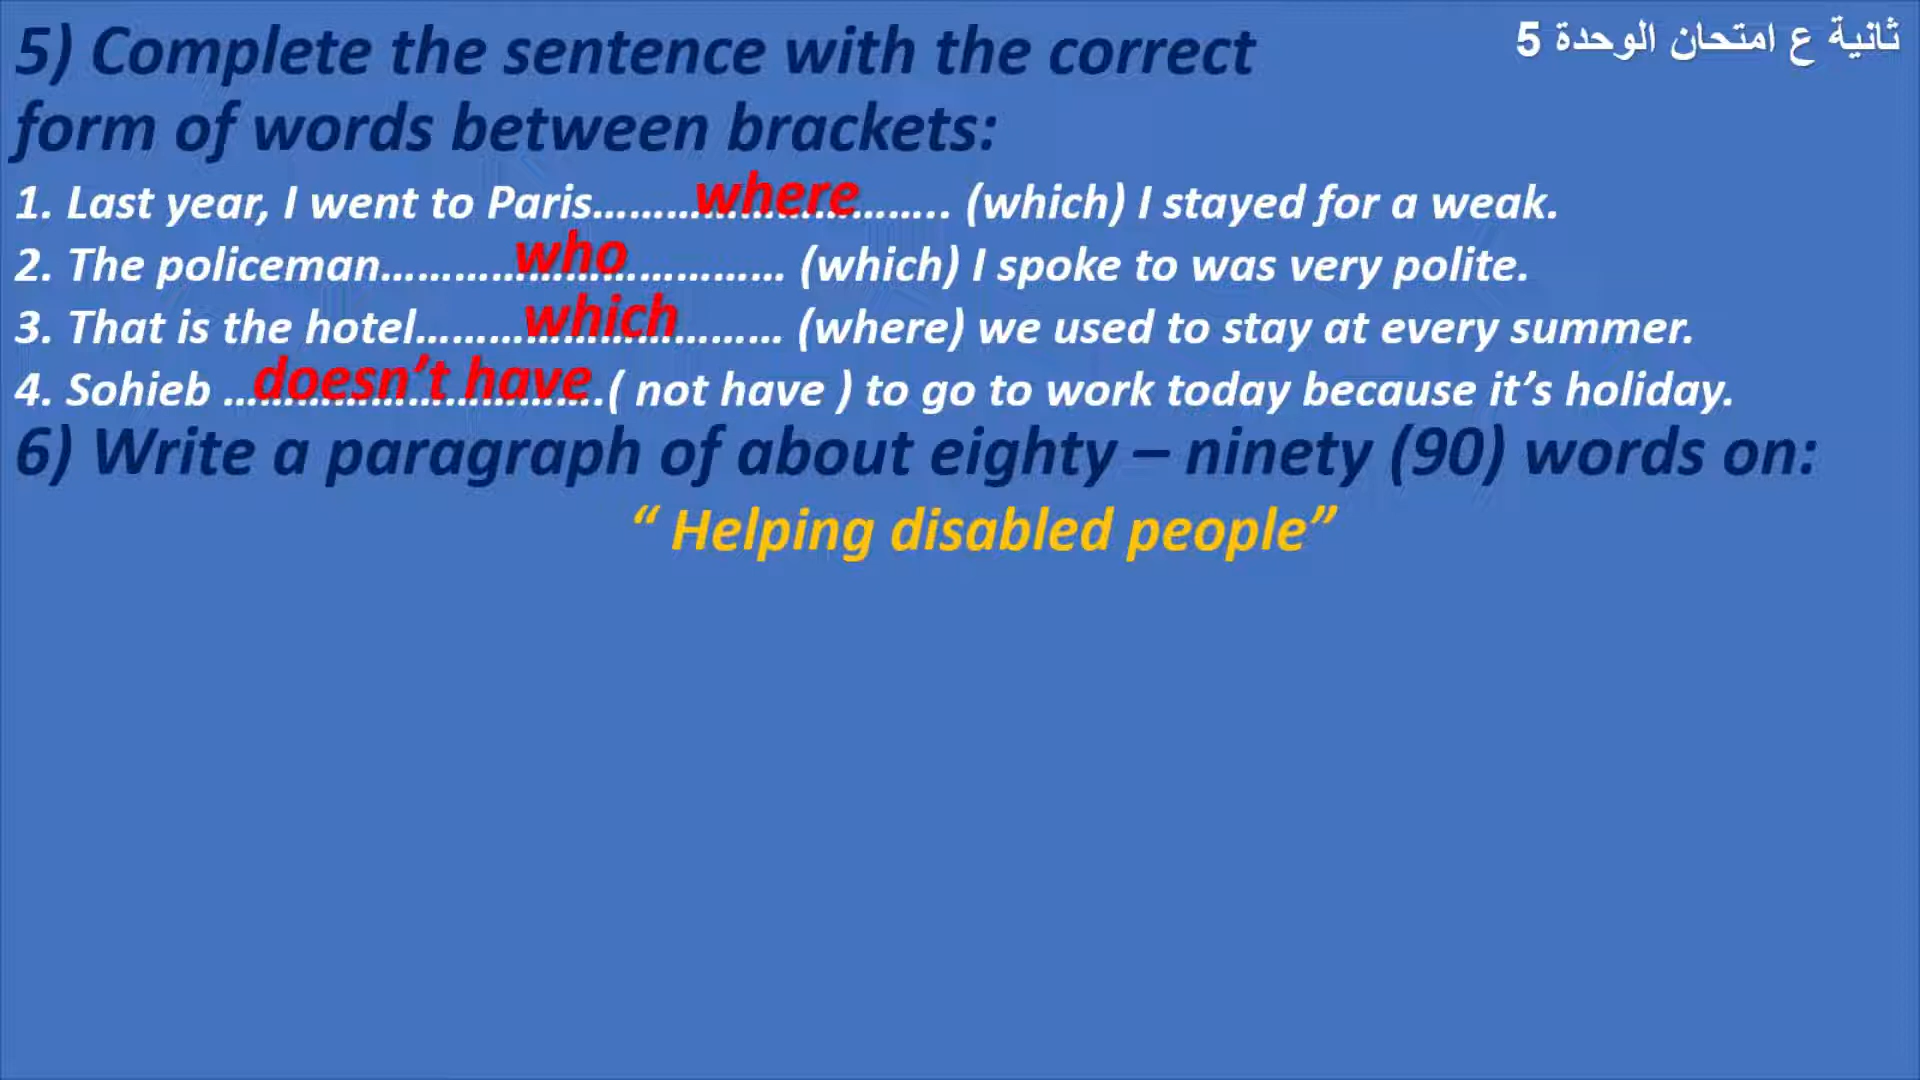 ثانية ع امتحان الوحدة 5
5) Complete the sentence with the correct
form of words between brackets:
1. Last year, I went to Paris………where……….. (which) I stayed for a weak.
2. The policeman…………who………… (which) I spoke to was very polite.
3. That is the hotel………which……… (where) we used to stay at every summer.
4. Sohieb …doesn’t have.( not have ) to go to work today because it’s holiday.
6) Write a paragraph of about eighty – ninety (90) words on:
“ Helping disabled people”